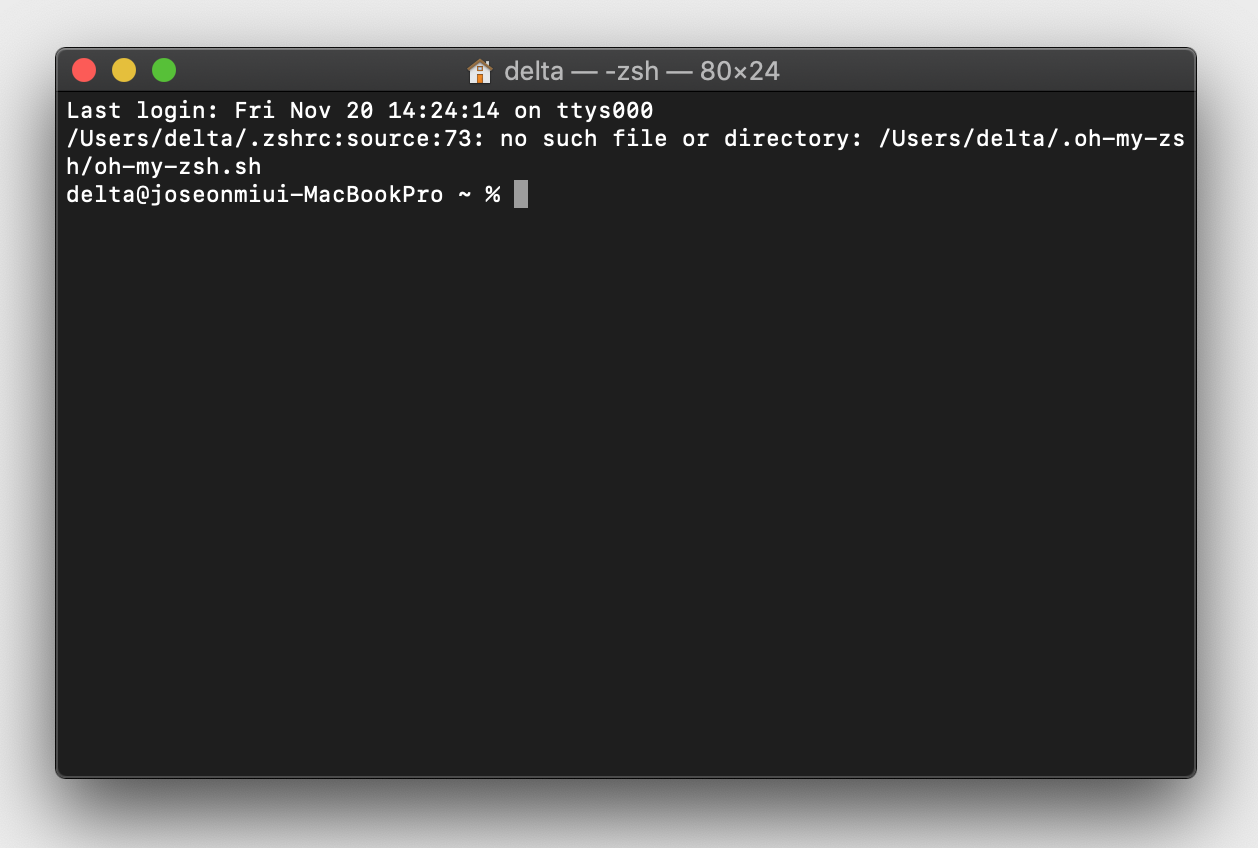 delta — -zsh — 80×24
Last login: Fri Nov 20 14:24:14 on ttys000
/Users/delta/.zshrc:source:73: no such file or directory: /Users/delta/.oh-my-zs
h/oh-my-zsh.sh
delta@joseonmiui-MacBookPro ~ %